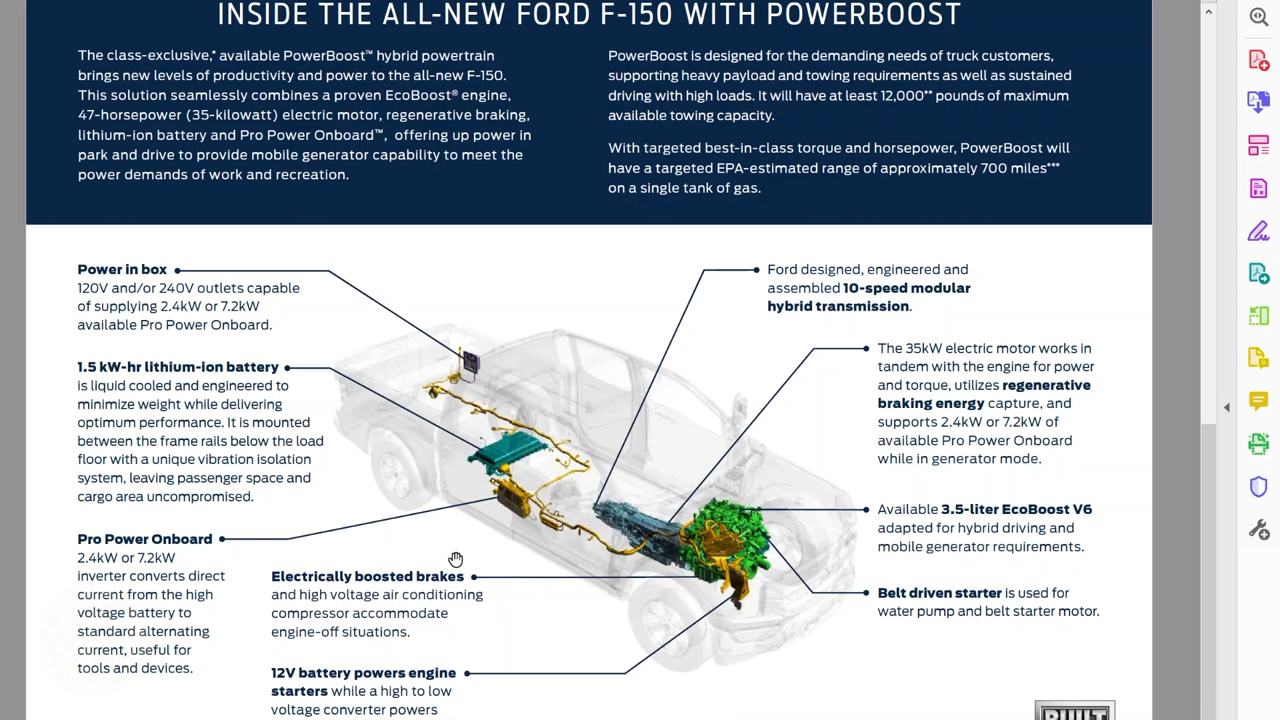 INSIDE THE ALL-NEW FORD F-150 WITH POWERBOOST
The class-exclusive,* available PowerBoost™ hybrid powertrain
brings new levels of productivity and power to the all-new F-150.
This solution seamlessly combines a proven EcoBoost® engine,
47-horsepower (35-kilowatt) electric motor, regenerative braking,
lithium-ion battery and Pro Power Onboard™, offering up power in
park and drive to provide mobile generator capability to meet the
power demands of work and recreation.
PowerBoost is designed for the demanding needs of truck customers,
supporting heavy payload and towing requirements as well as sustained
driving with high loads. It will have at least 12,000** pounds of maximum
available towing capacity.
With targeted best-in-class torque and horsepower, PowerBoost will
have a targeted EPA-estimated range of approximately 700 miles***
on a single tank of gas.
Power in box
120V and/or 240V outlets capable
of supplying 2.4kW or 7.2kW
available Pro Power Onboard.
1.5 kW-hr lithium-ion battery
is liquid cooled and engineered to
minimize weight while delivering
optimum performance. It is mounted
between the frame rails below the load
floor with a unique vibration isolation
system, leaving passenger space and
cargo area uncompromised.
Pro Power Onboard
2.4kW or 7.2kW
inverter converts direct
current from the high
voltage battery to
standard alternating
current, useful for
tools and devices.
Electrically boosted brakes
and high voltage air conditioning
compressor accommodate
engine-off situations.
12V battery powers engine
starters while a high to low
voltage converter powers
Ford designed, engineered and
assembled 10-speed modular
hybrid transmission.
The 35kW electric motor works in
tandem with the engine for power
and torque, utilizes regenerative
braking energy capture, and
supports 2.4kW or 7.2kW of
available Pro Power Onboard
while in generator mode.
Available 3.5-liter EcoBoost V6
adapted for hybrid driving and
mobile generator requirements.
Belt driven starter is used for
water pump and belt starter motor.
BUILT